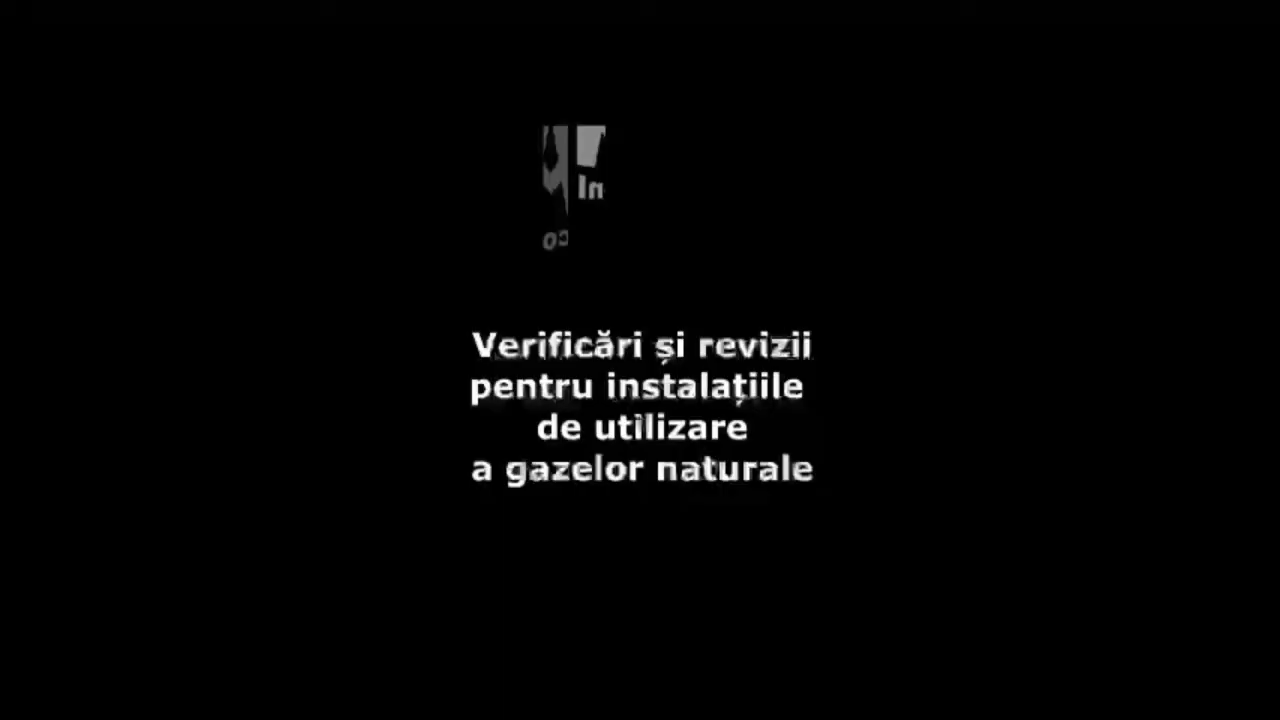 Verificări și revizii
pentru instalațiile
de utilizare
a gazelor naturale